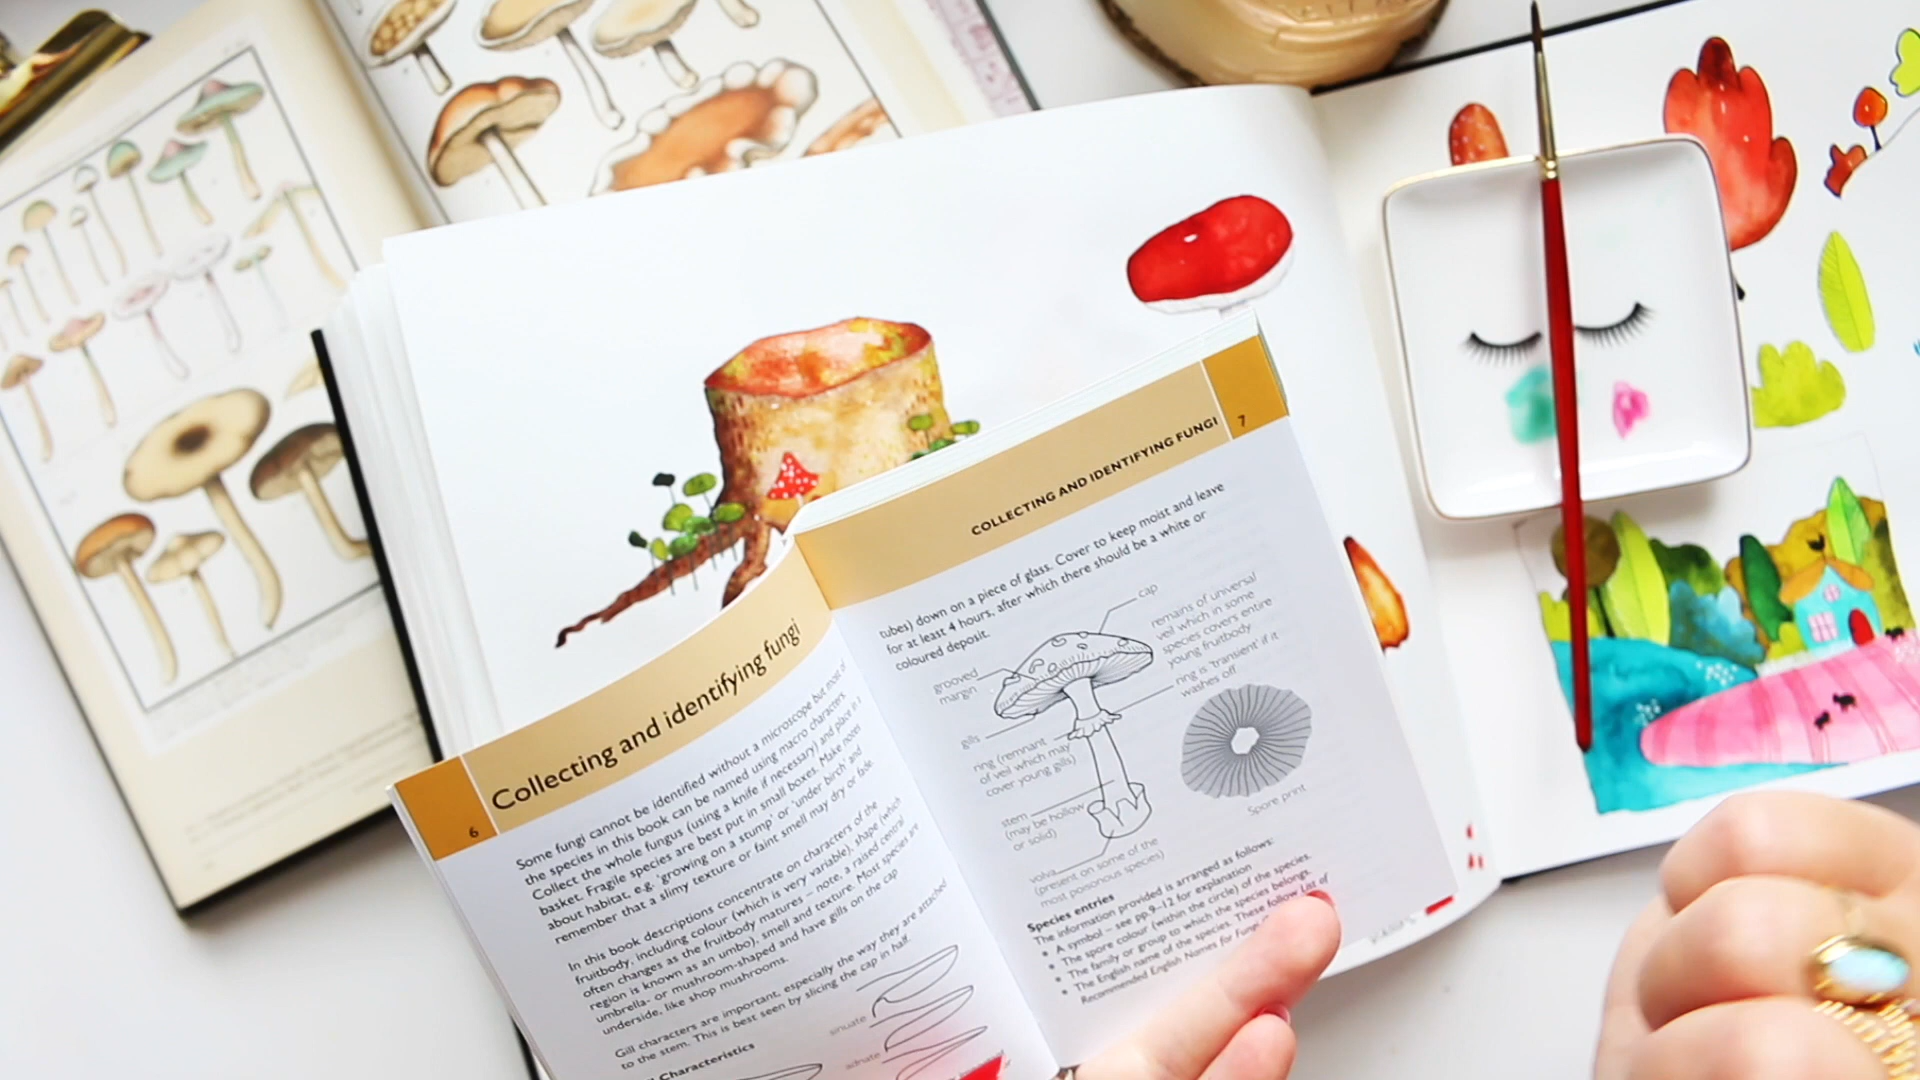 6
Collecting and identifying fungi
Some fungi cannot be identified without a microscope but most of
the species in this book can be named using macro characters.
Collect the whole fungus (using a knife if necessary) and place in a
basket. Fragile species are best put in small boxes. Make notes
about habitat, e.g. 'growing on a stump' or 'under birch' and
remember that a slimy texture or faint smell may dry or fade.
In this book descriptions concentrate on characters of the
fruitbody, including colour (which is very variable), shape (which
often changes as the fruitbody matures – note, a raised central
region is known as an umbo), smell and texture. Most species are
umbrella- or mushroom-shaped and have gills on the cap
underside, like shop mushrooms.
Gill characters are important, especially the way they are attached
to the stem. This is best seen by slicing the cap in half.
Characteristics
sinuate
adnate
COLLECTING AND IDENTIFYING FUNGI
7
tubes) down on a piece of glass. Cover to keep moist and leave
for at least 4 hours, after which there should be a white or
coloured deposit.
cap
grooved
margin
gills
ring (remnant
of veil which may
cover young gills)
stem
(may be hollow
or solid)
volva
(present on some of the
most poisonous species)
remains of universal
veil which in some
species covers entire
young fruitbody
ring is 'transient' if it
washes off
Spore print
Species entries
The information provided is arranged as follows:
• A symbol – see pp.9–12 for explanation
• The spore colour (within the circle) of the species.
• The family or group to which the species belongs.
• The English name of the species. These follow List of
Recommended English Names for Fungi